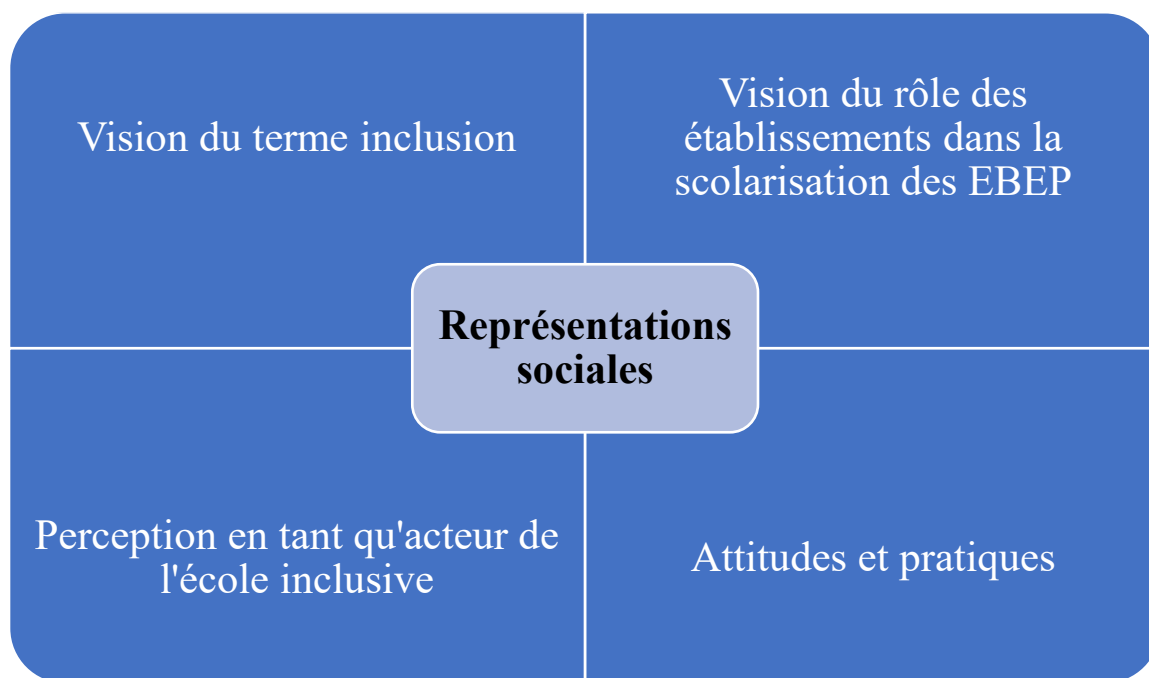 Vision du terme inclusion
Vision du rôle des
établissements dans la
scolarisation des EBEP
Représentations
sociales
Perception en tant qu'acteur de
l'école inclusive
Attitudes et pratiques